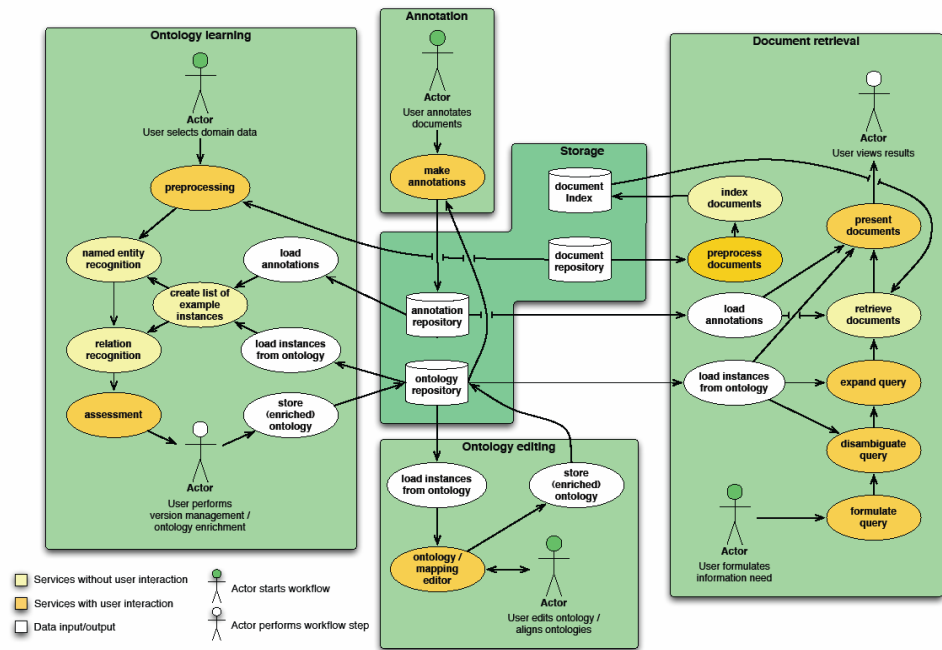 Ontology learning
Actor
User selects domain data
preprocessing
named entity
recognition
load
annotations
create list of
example
instances
relation
recognition
load instances
from ontology
assessment
store
(enriched)
ontology
Actor
User performs
version management /
ontology enrichment
Annotation
Actor
User annotates
documents
make
annotations
Storage
document
Index
document
repository
annotation
repository
ontology
repository
Ontology editing
load instances
from ontology
store
(enriched)
ontology
ontology /
mapping
editor
Actor
User edits ontology /
aligns ontologies
Document retrieval
Actor
User views results
index
documents
present
documents
preprocess
documents
load
annotations
retrieve
documents
load instances
from ontology
expand query
disambiguate
query
formulate
query
Actor
User formulates
information need
Services without user interaction
Services with user interaction
Data input/output
Actor starts workflow
Actor performs workflow step